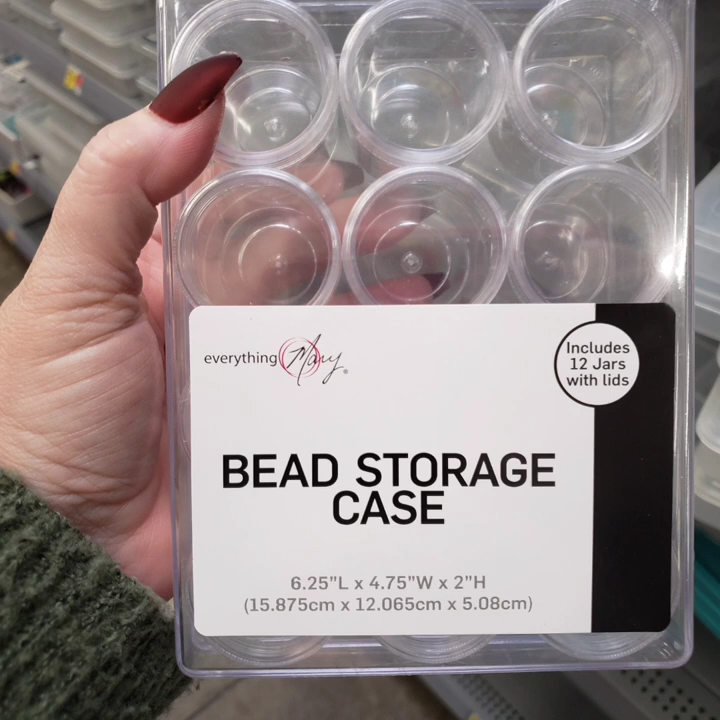 everything Mary®
Includes
12 Jars
with lids
BEAD STORAGE
CASE
6.25”L x 4.75”W x 2”H
(15.875cm x 12.065cm x 5.08cm)